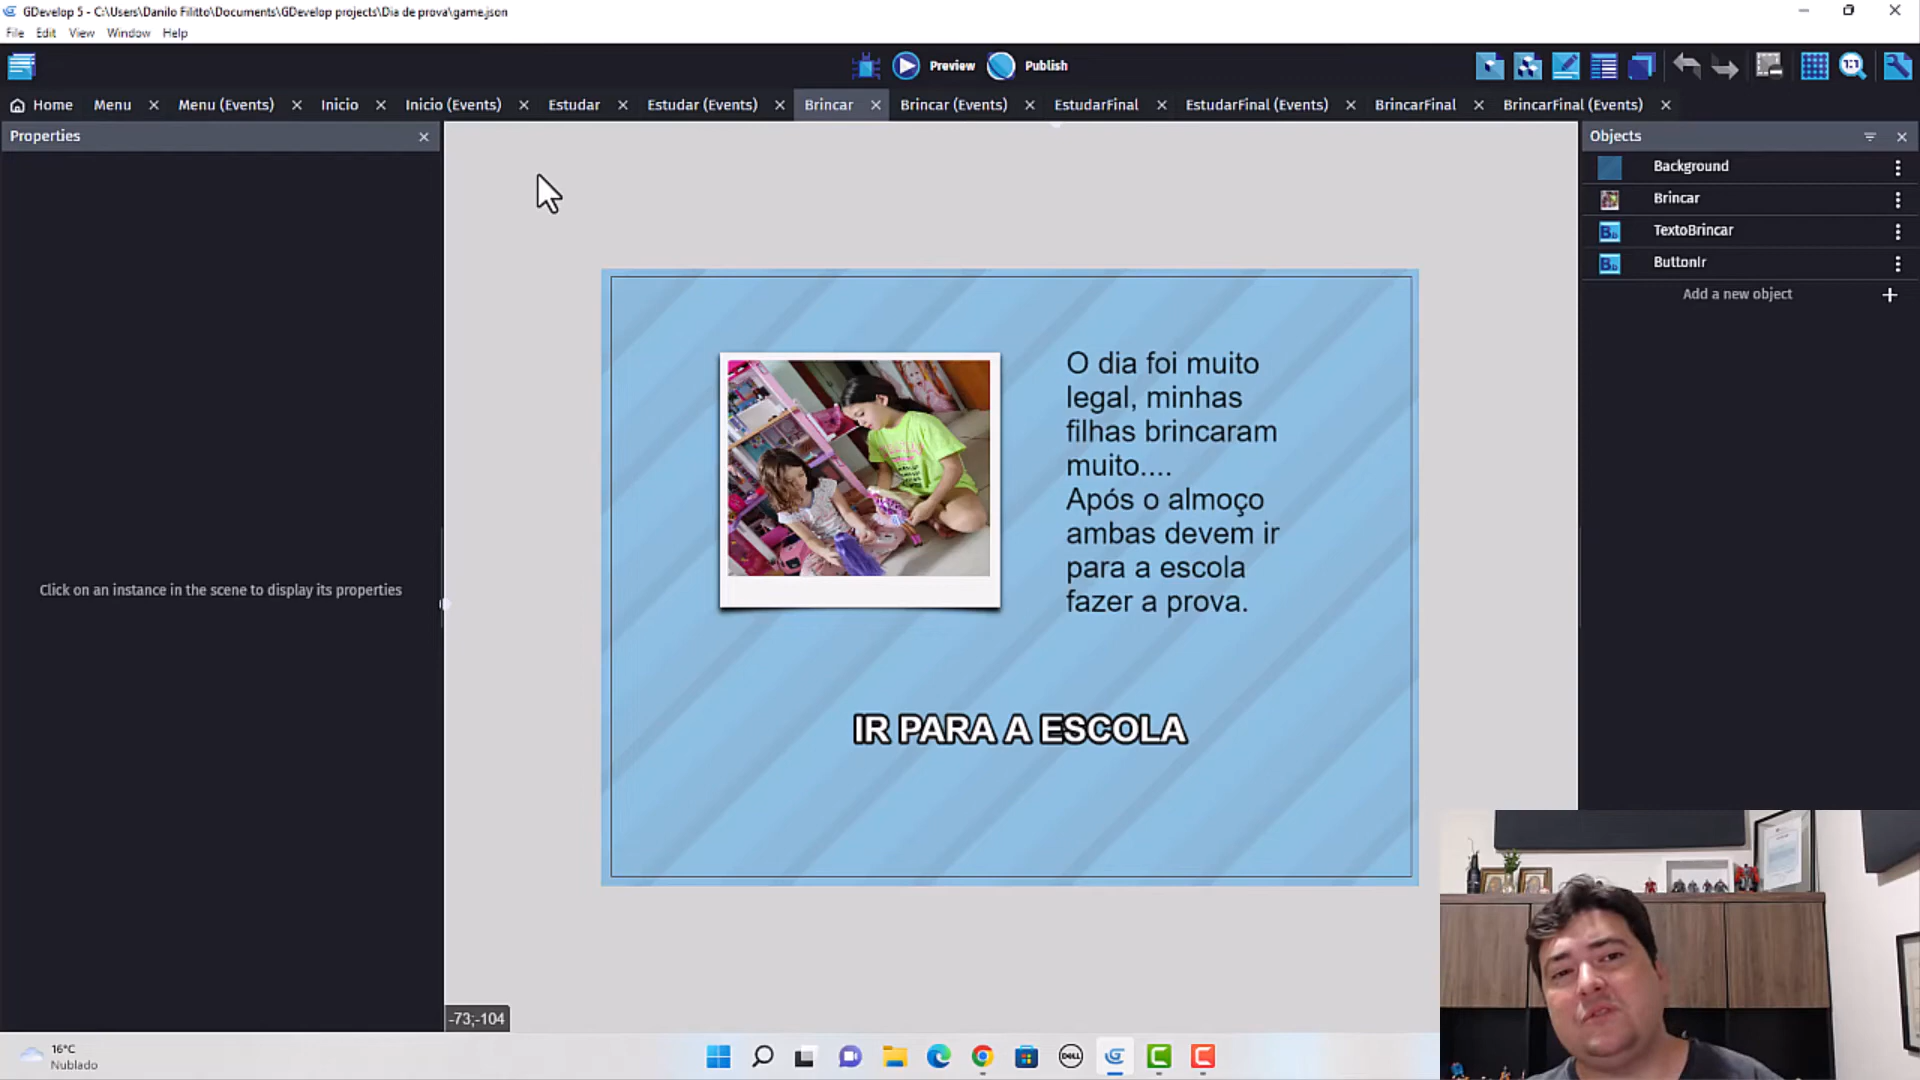 GDevelop 5 - C:\Users\Danilo Filitto\Documents\GDevelop projects\Dia de prova\game.json
File Edit View Window Help
Preview Publish
Home Menu Menu (Events) Inicio Inicio (Events) Estudar Estudar (Events) Brincar Brincar (Events) EstudarFinal EstudarFinal (Events) BrincarFinal BrincarFinal (Events)
Properties
Click on an instance in the scene to display its properties
O dia foi muito
legal, minhas
filhas brincaram
muito....
Após o almoço
ambas devem ir
para a escola
fazer a prova.
IR PARA A ESCOLA
-73;-104
Objects
Background
Brincar
TextoBrincar
ButtonIr
Add a new object
1:1
16°C
Nublado
DELL